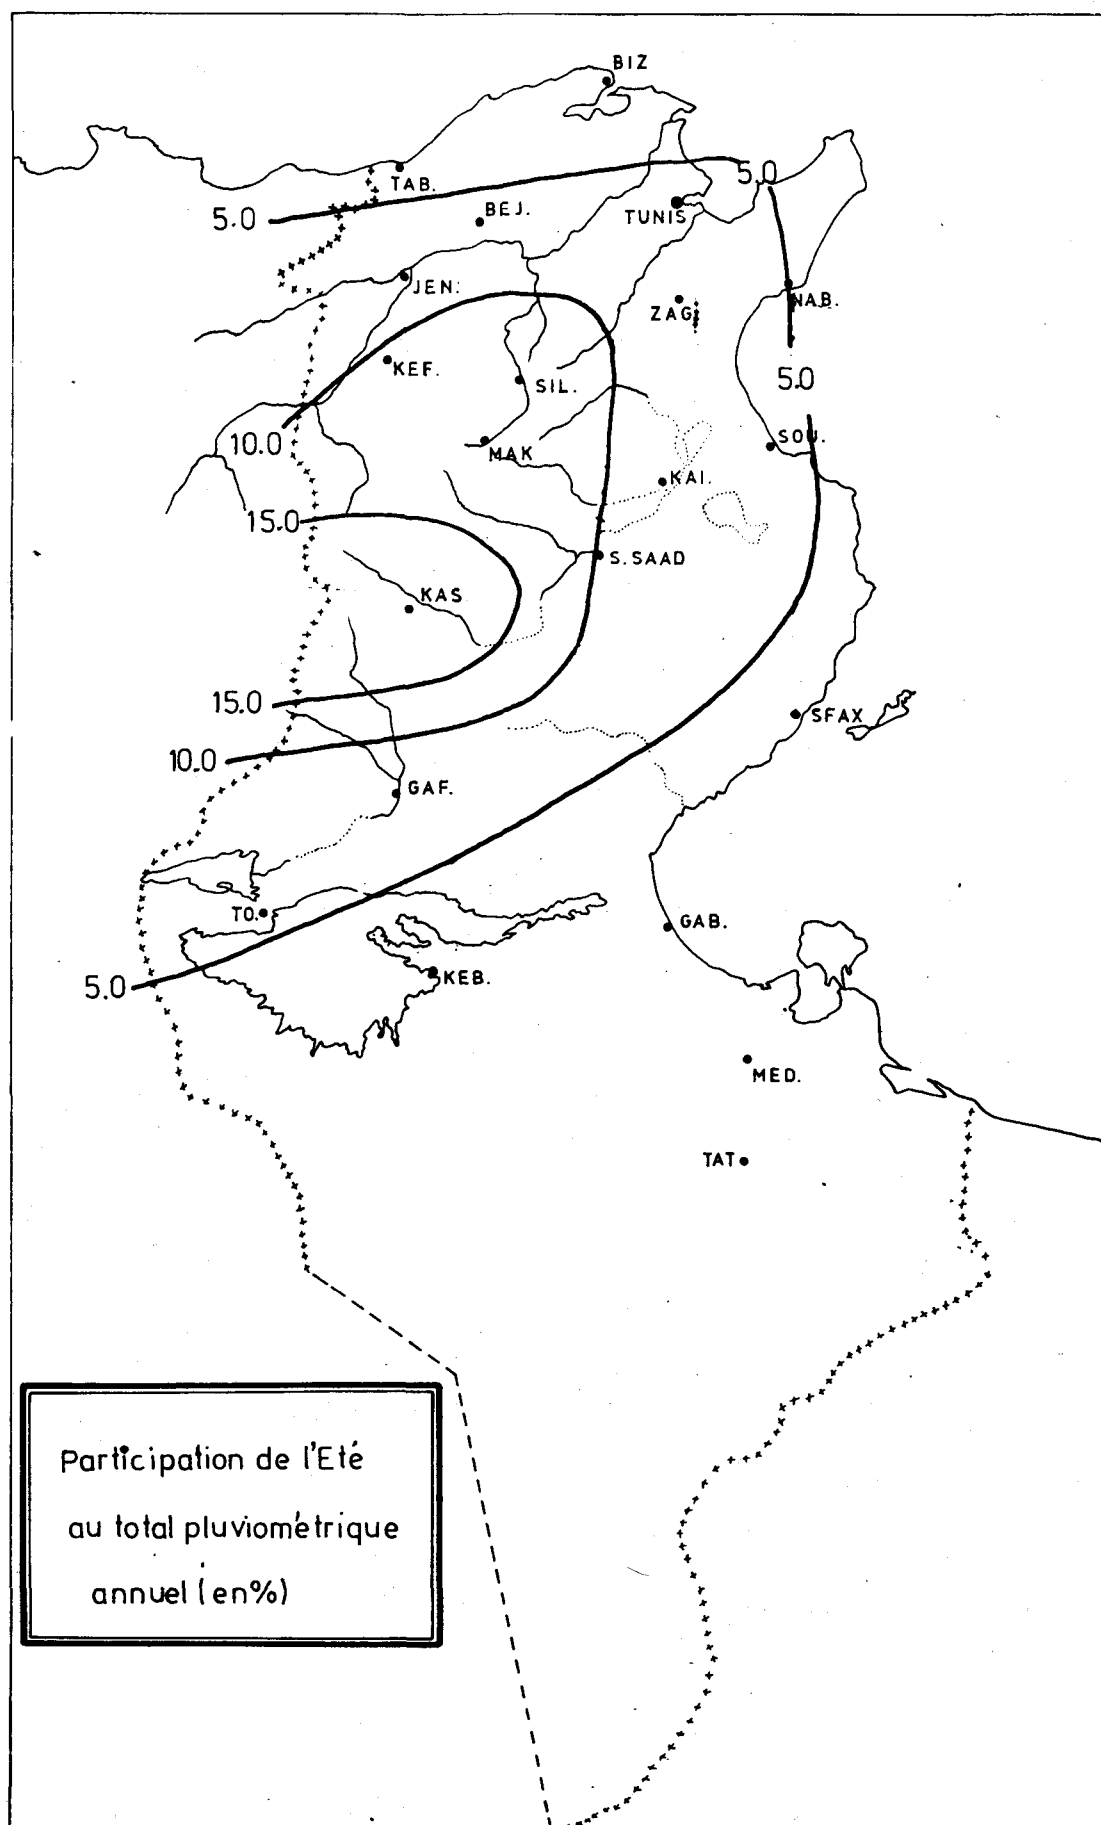 BIZ
TAB.
5.0
5.0
BEJ.
TUNIS
JEN.
NAB.
ZAG
KEF.
SIL.
5.0
10.0
SOU.
MAK
KAI.
15.0
S.SAAD
KAS
15.0
SFAX
10.0
GAF.
TO.
GAB.
KEB.
5.0
MED.
TAT
Participation de l'Eté
au total pluviométrique
annuel (en%)